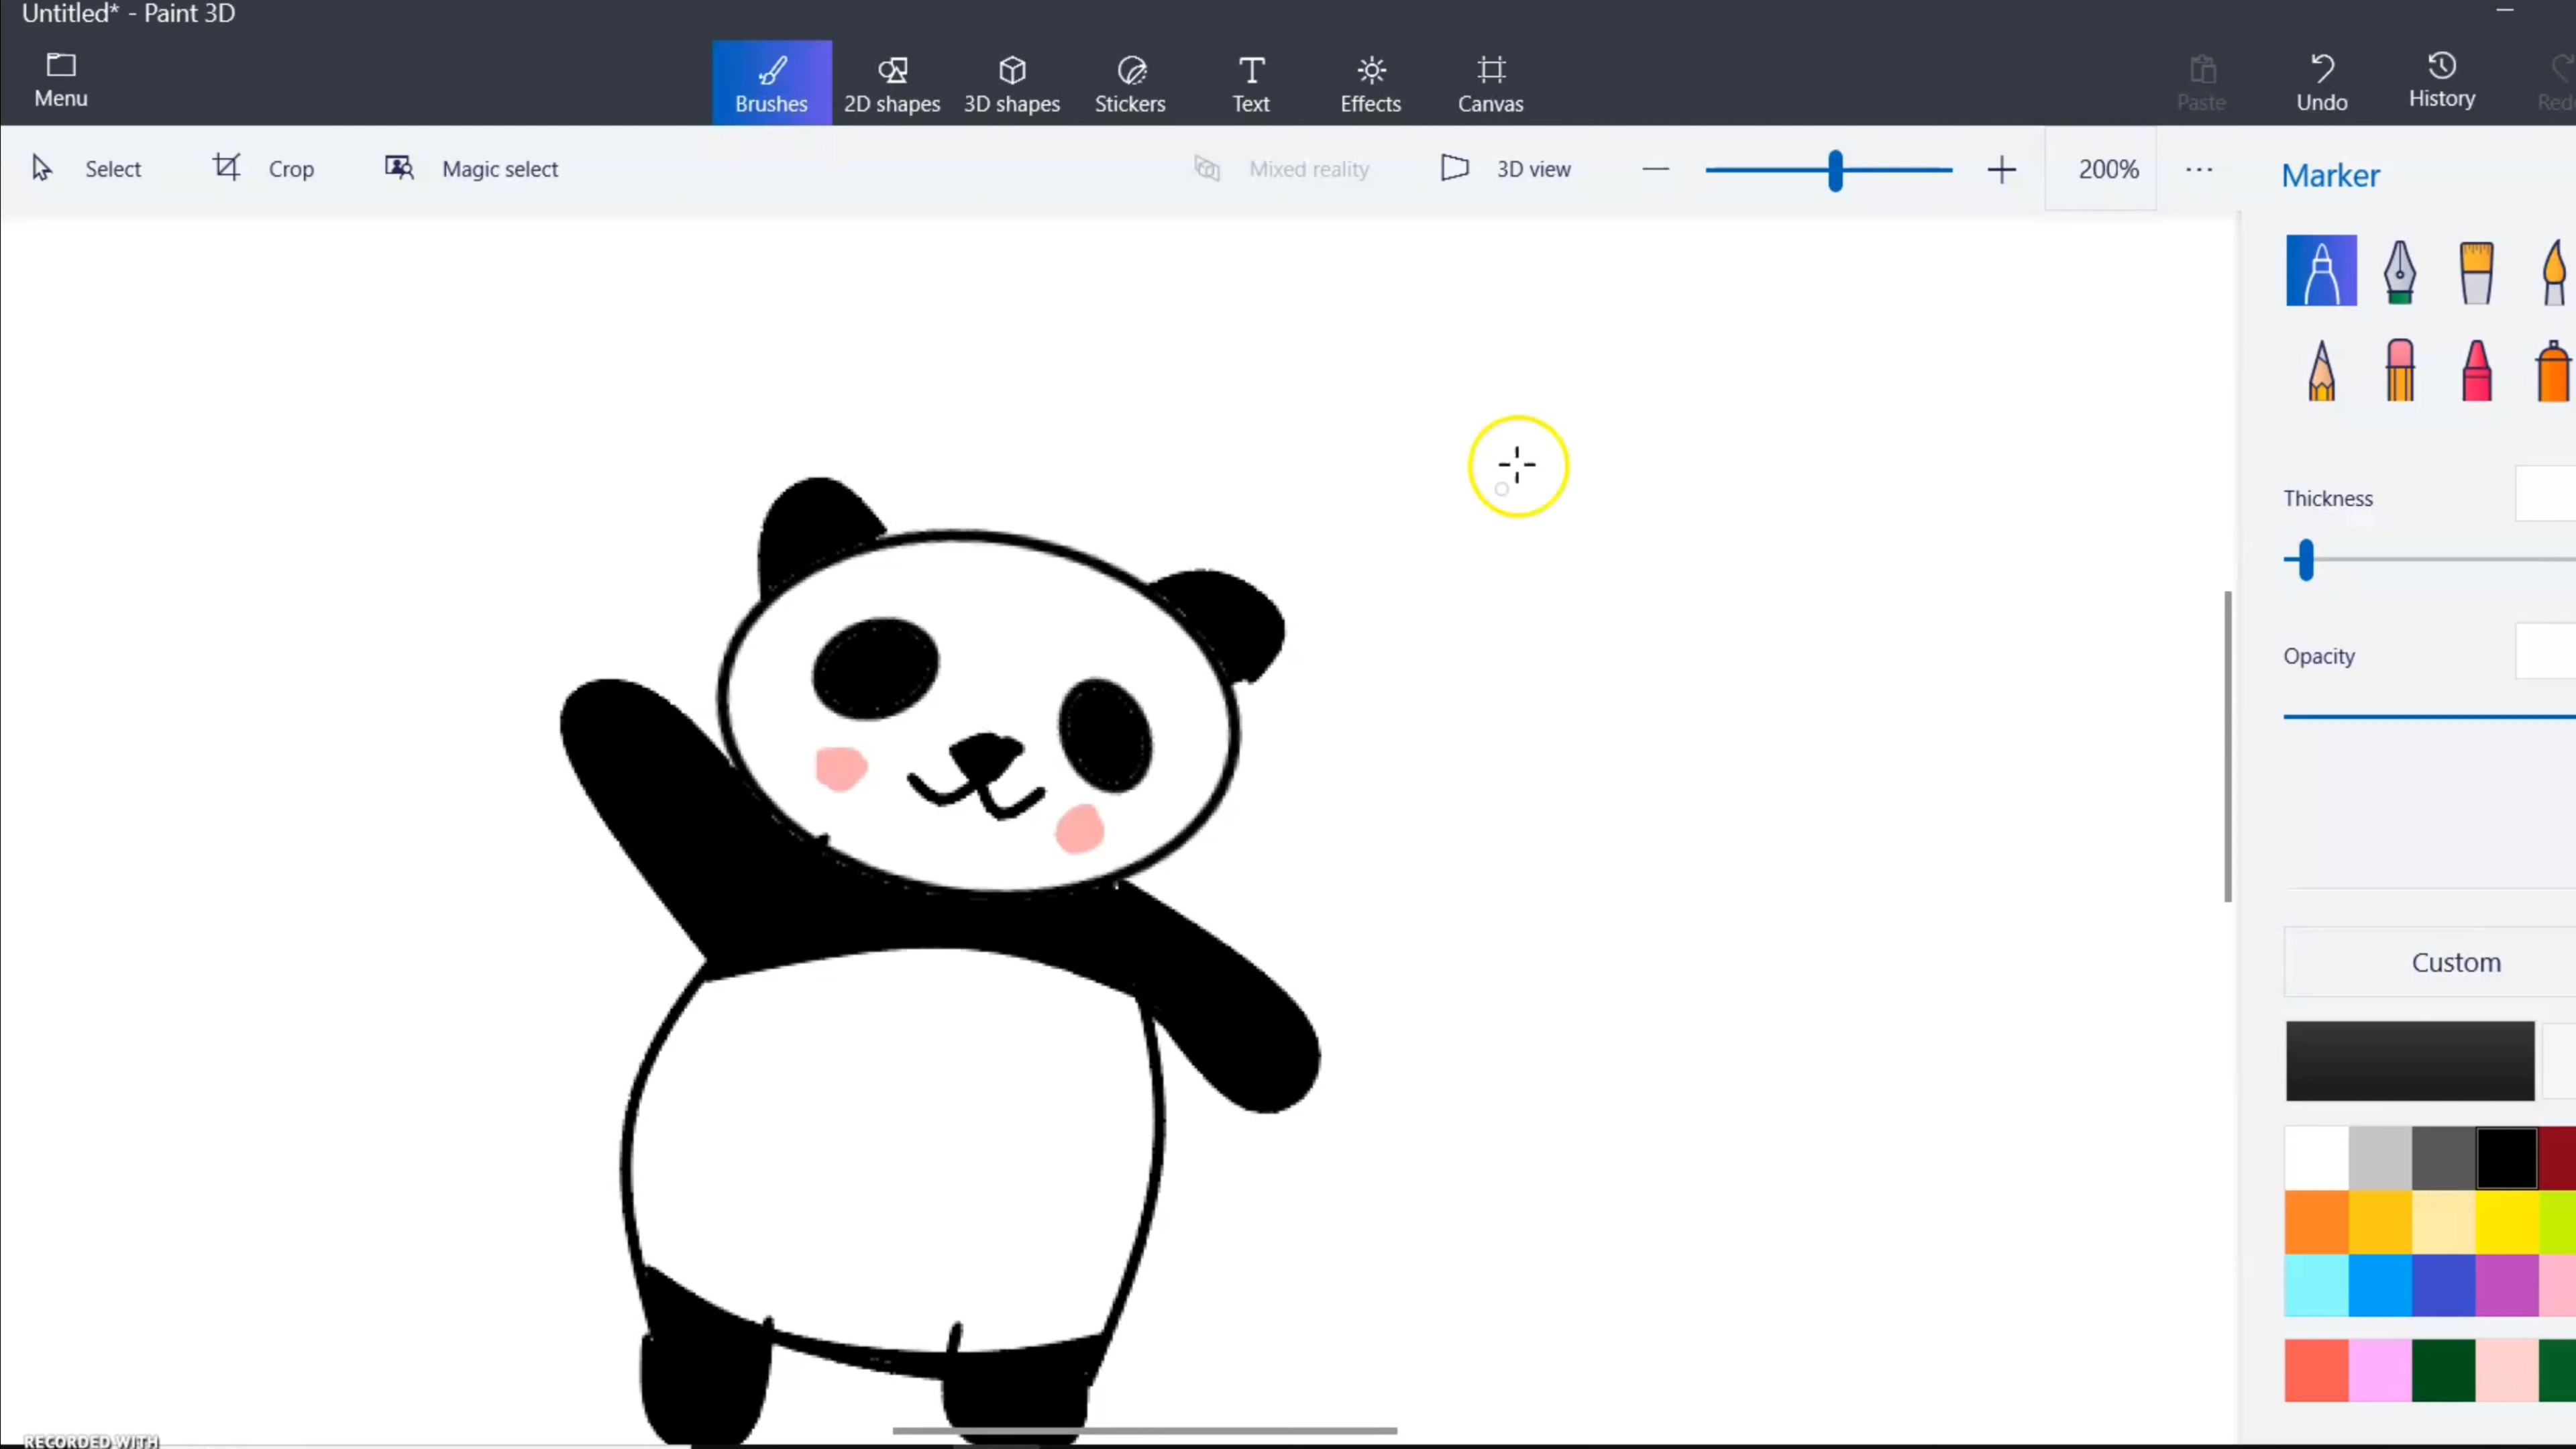 Untitled* - Paint 3D
Menu
Brushes
2D shapes
3D shapes
Stickers
Text
Effects
Canvas
Paste
Undo
History
Select
Crop
Magic select
Mixed reality
3D view
200%
Marker
Thickness
Opacity
Custom
RECORDED WITH